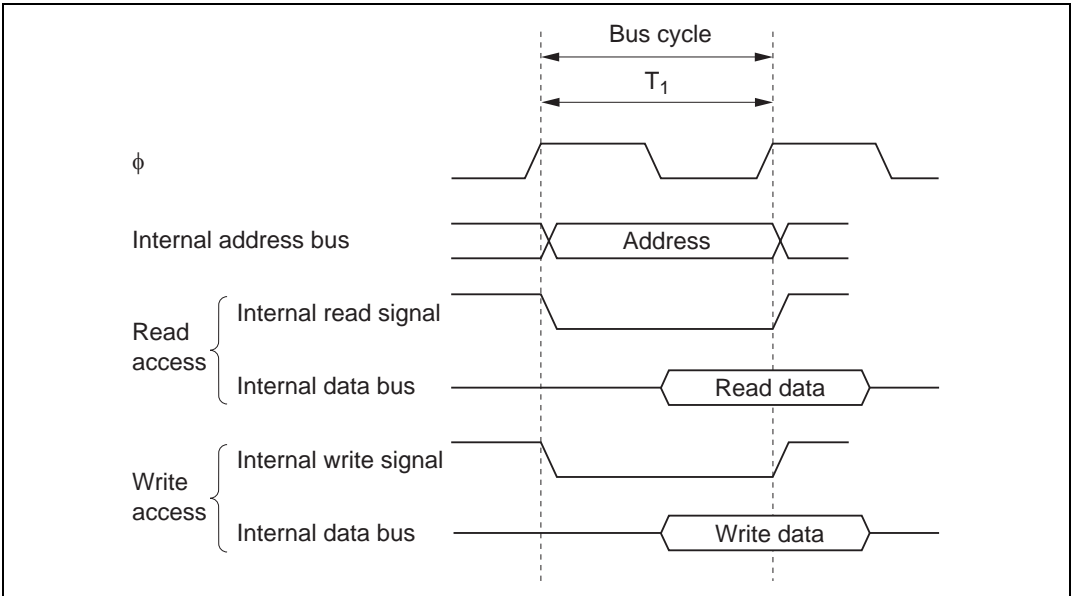 Bus cycle
T₁
ϕ
Internal address bus
Address
Read
access
Internal read signal
Internal data bus
Read data
Write
access
Internal write signal
Internal data bus
Write data